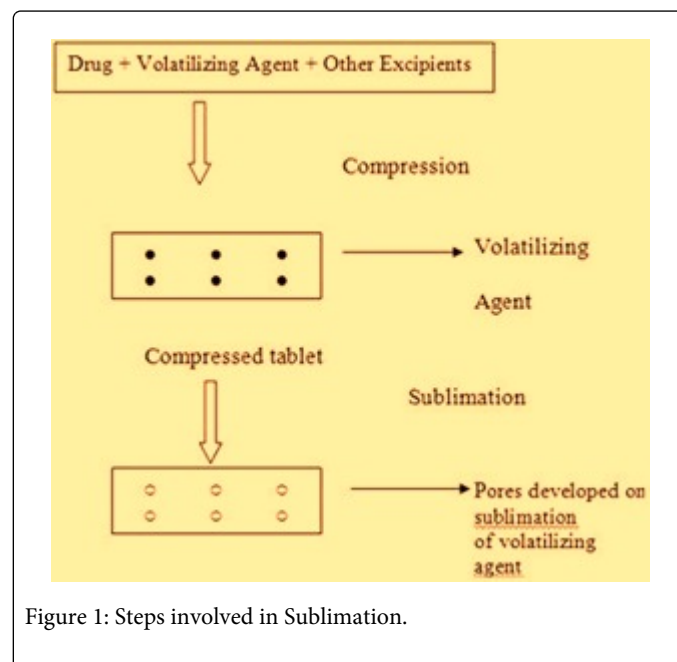 Drug + Volatilizing Agent + Other Excipients
Compression
Volatilizing
Agent
Compressed tablet
Sublimation
Pores developed on
sublimation
of volatilizing
agent
Figure 1: Steps involved in Sublimation.